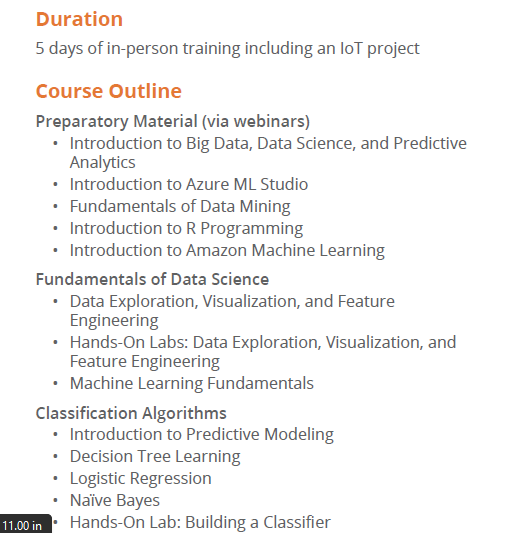 Duration
5 days of in-person training including an IoT project
Course Outline
Preparatory Material (via webinars)
• Introduction to Big Data, Data Science, and Predictive
Analytics
• Introduction to Azure ML Studio
• Fundamentals of Data Mining
• Introduction to R Programming
• Introduction to Amazon Machine Learning
Fundamentals of Data Science
• Data Exploration, Visualization, and Feature
Engineering
• Hands-On Labs: Data Exploration, Visualization, and
Feature Engineering
• Machine Learning Fundamentals
Classification Algorithms
• Introduction to Predictive Modeling
• Decision Tree Learning
• Logistic Regression
• Naïve Bayes
• Hands-On Lab: Building a Classifier
11.00 in